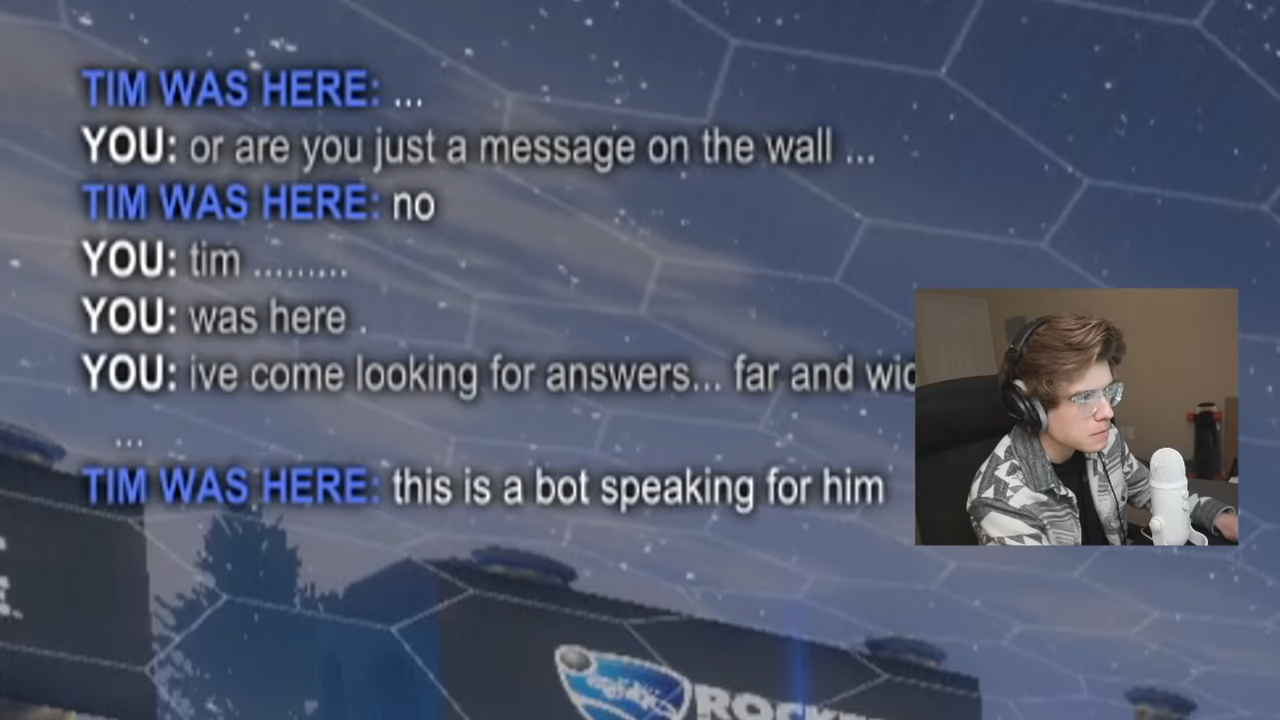 TIM WAS HERE: ...
YOU: or are you just a message on the wall ...
TIM WAS HERE: no
YOU: tim .........
YOU: was here .
YOU: ive come looking for answers... far and
...
TIM WAS HERE: this is a bot speaking for him